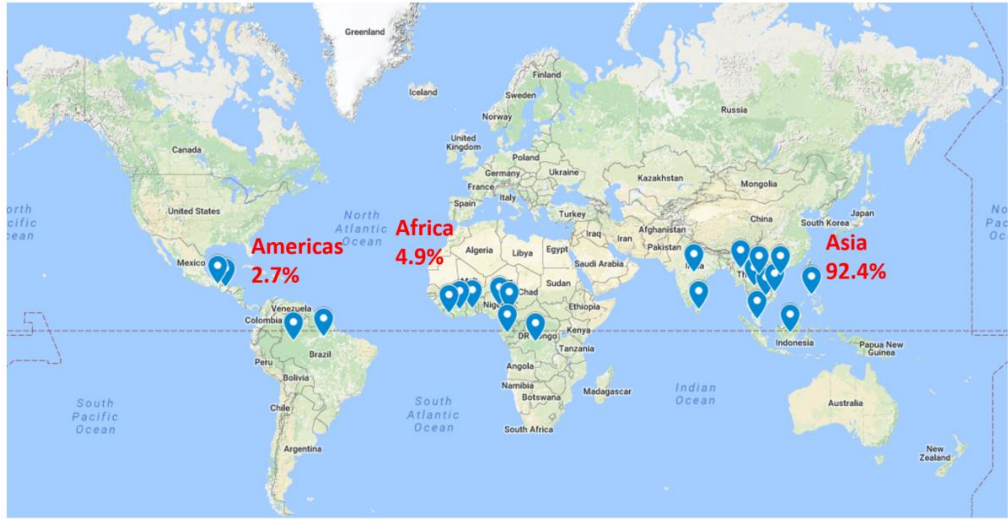 Greenland
Iceland
Finland
Sweden
Norway
Russia
Canada
United
Kingdom
Poland
Germany
Ukraine
France
Kazakhstan
Mongolia
Spain
Italy
United States
North
Atlantic
Ocean
Turkey
China
South Korea
Japan
Iraq
Iran
Afghanistan
Pakistan
Algeria
Libya
Egypt
Saudi Arabia
Mexico
Americas
2.7%
Africa
4.9%
Asia
92.4%
Chad
Sudan
Ethiopia
Venezuela
Colombia
Kenya
Tanzania
Indonesia
Papua New
Guinea
Brazil
Peru
Bolivia
Angola
Namibia
Botswana
Madagascar
Indian
Ocean
Australia
South
Pacific
Ocean
Chile
South
Atlantic
Ocean
South Africa
Argentina
New
Zealand